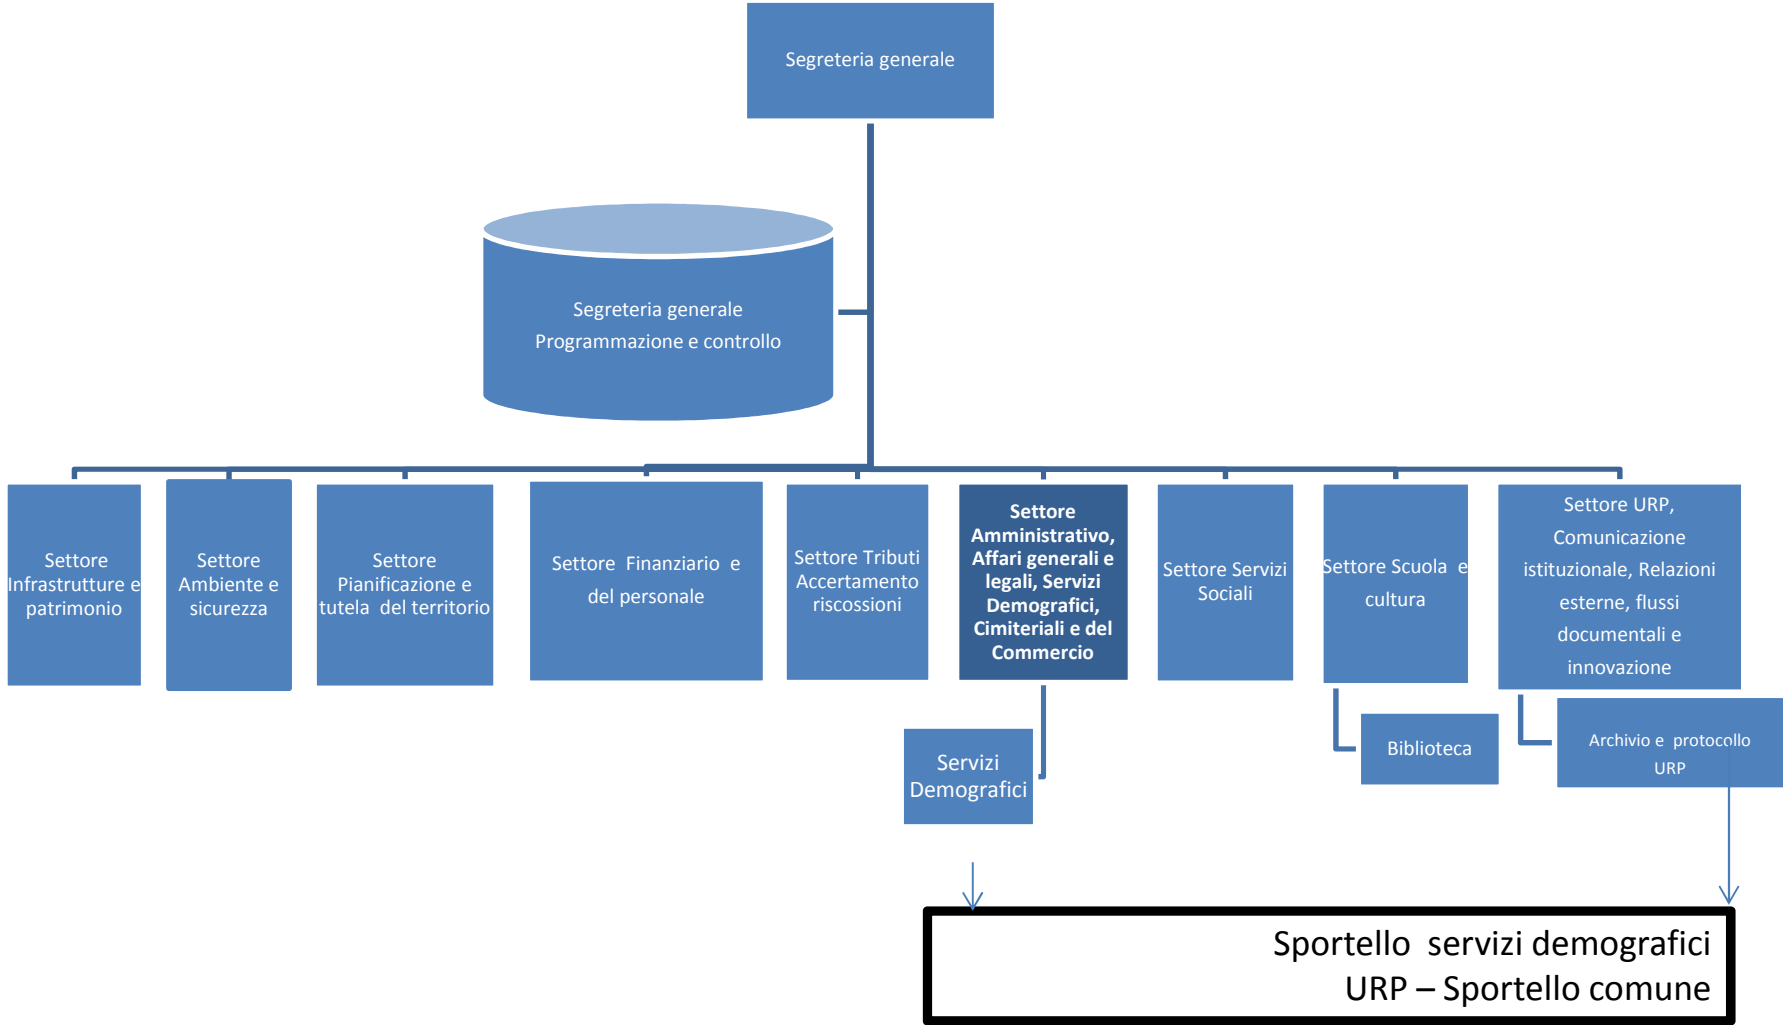 Segreteria generale
Segreteria generale
Programmazione e controllo
Settore
Infrastrutture e
patrimonio
Settore
Ambiente e
sicurezza
Settore
Pianificazione e
tutela del territorio
Settore Finanziario e
del personale
Settore Tributi
Accertamento
riscossioni
Settore
Amministrativo,
Affari generali e
legali, Servizi
Demografici,
Cimiteriali e del
Commercio
Settore Servizi
Sociali
Settore Scuola e
cultura
Settore URP,
Comunicazione
istituzionale, Relazioni
esterne, flussi
documentali e
innovazione
Servizi
Demografici
Biblioteca
Archivio e protocollo
URP
Sportello servizi demografici
URP – Sportello comune